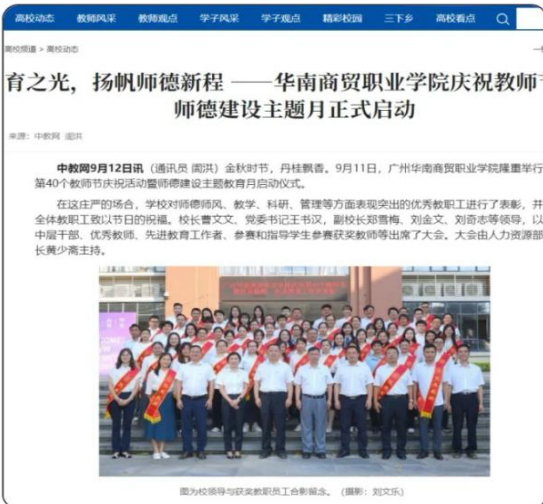 高校动态 教师风采 教师观点 学子风采 学子观点 精彩校园 三下乡 高校看点
高校频道 > 高校动态
育之光，扬帆师德新程 ——华南商贸职业学院庆祝教师节
师德建设主题月正式启动
来源：中教网 阎洪
中教网9月12日讯（通讯员 阎洪）金秋时节，丹桂飘香。9月11日，广州华南商贸职业学院隆重举行
第40个教师节庆祝活动暨师德建设主题教育月启动仪式。
在这庄严的场合，学校对师德师风、教学、科研、管理等方面表现突出的优秀教职工进行了表彰，并
全体教职工致以节日的祝福。校长曹文文、党委书记王书汉，副校长郑雪梅、刘金文、刘奇志等领导，以
中层干部、优秀教师、先进教育工作者、参赛和指导学生参赛获奖教师等出席了大会。大会由人力资源部
长黄少斋主持。
图为校领导与获奖教职员工合影留念。（摄影：刘文乐）